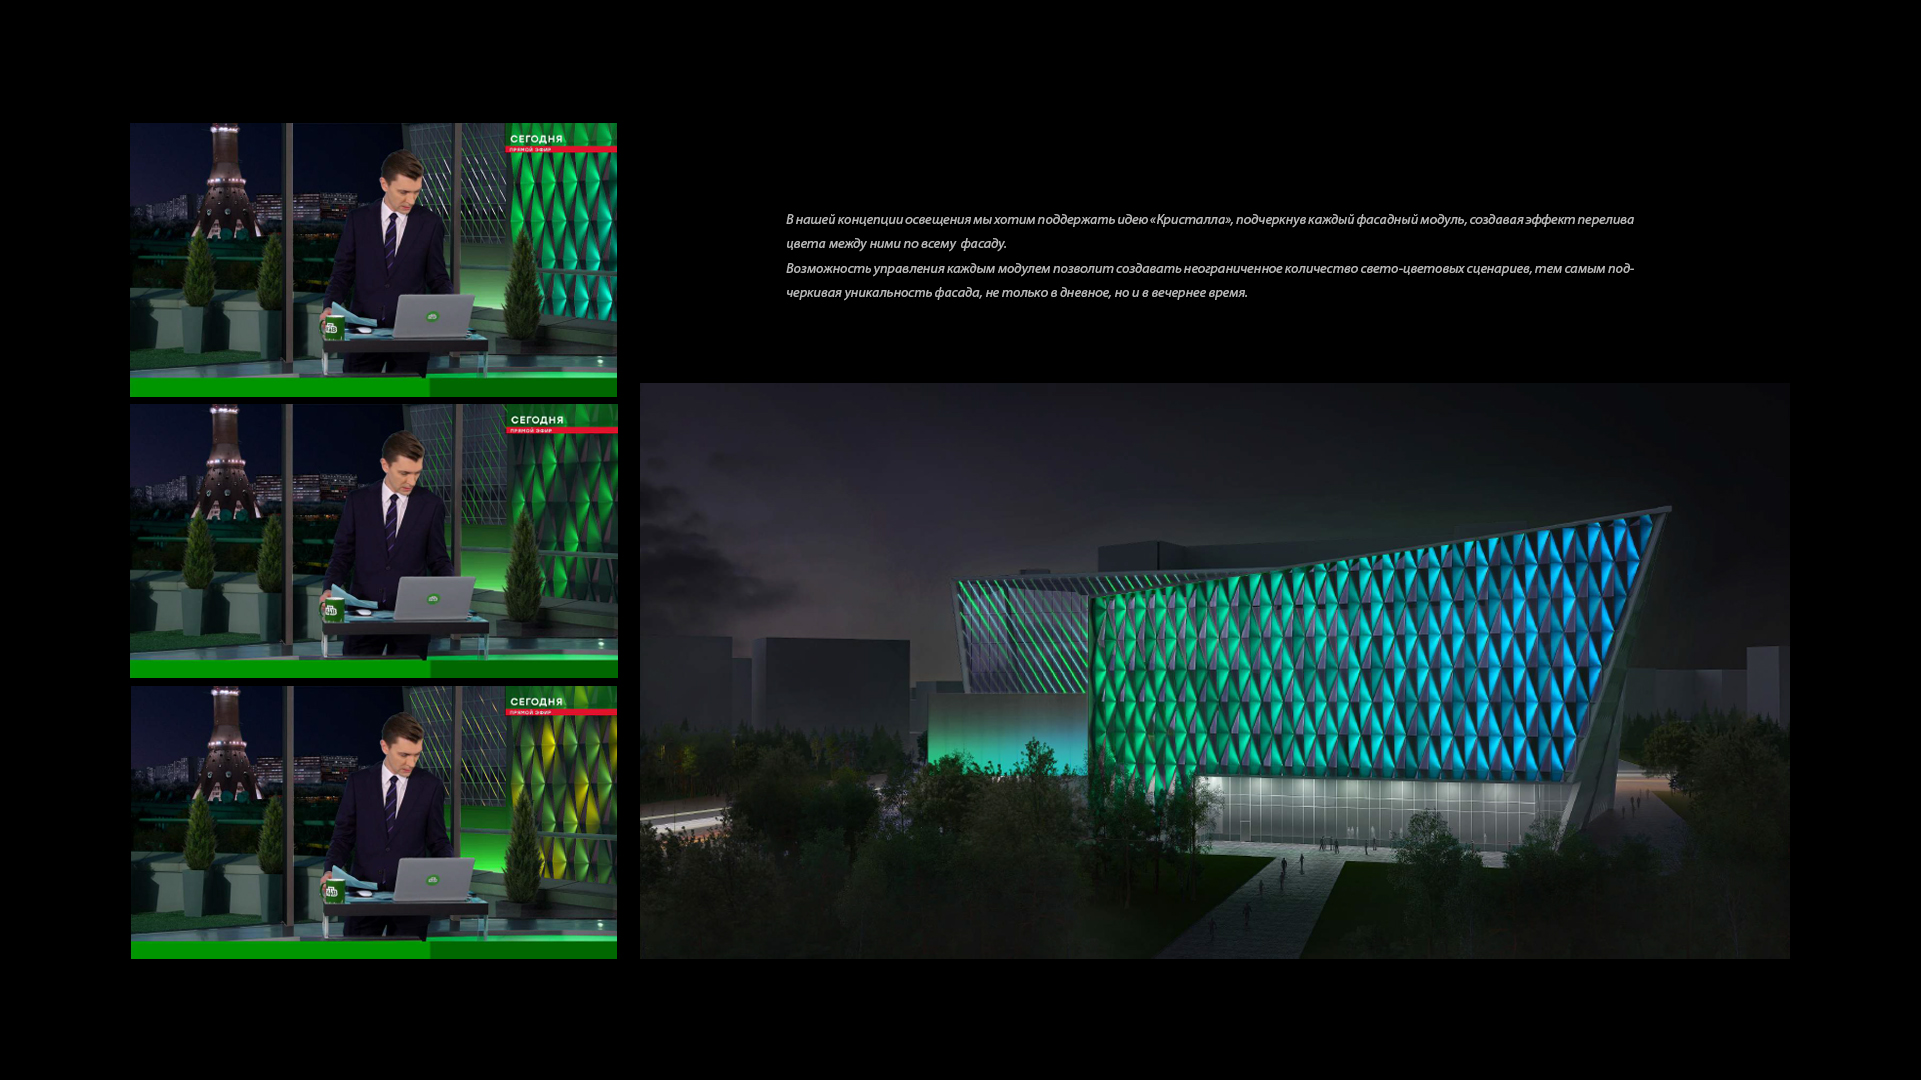 СЕГОДНЯ
ПРЯМОЙ ЭФИР
В нашей концепции освещения мы хотим поддержать идею «Кристалла», подчеркнув каждый фасадный модуль, создавая эффект перелива
цвета между ними по всему фасаду.
Возможность управления каждым модулем позволит создавать неограниченное количество свето-цветовых сценариев, тем самым под-
черкивая уникальность фасада, не только в дневное, но и в вечернее время.
НТВ
СЕГОДНЯ
ПРЯМОЙ ЭФИР
НТВ
СЕГОДНЯ
ПРЯМОЙ ЭФИР
НТВ